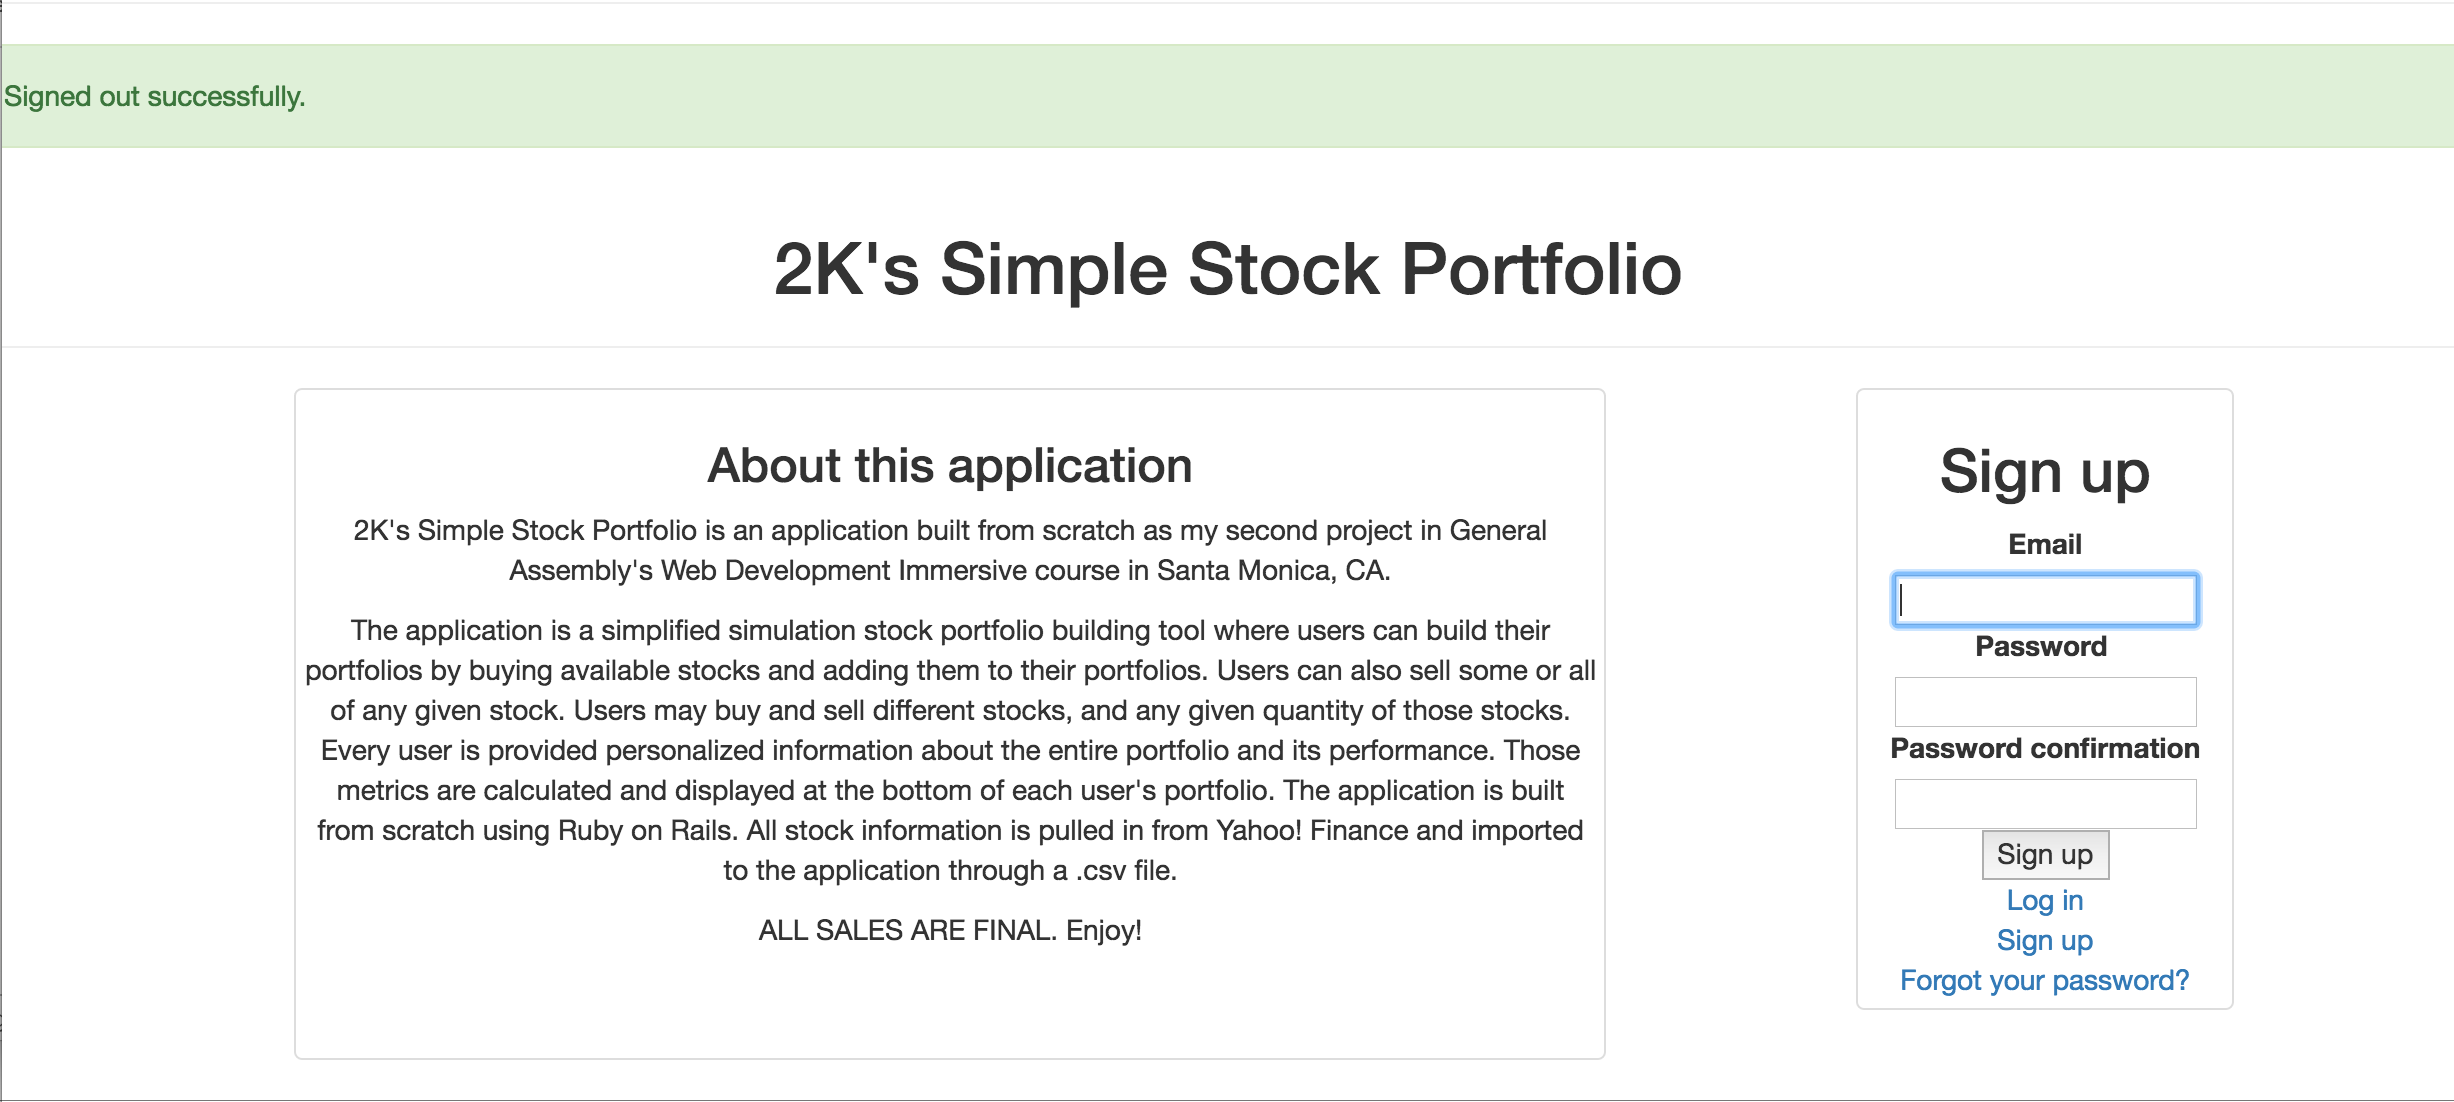 Signed out successfully.
2K's Simple Stock Portfolio
About this application
2K's Simple Stock Portfolio is an application built from scratch as my second project in General
Assembly's Web Development Immersive course in Santa Monica, CA.
The application is a simplified simulation stock portfolio building tool where users can build their
portfolios by buying available stocks and adding them to their portfolios. Users can also sell some or all
of any given stock. Users may buy and sell different stocks, and any given quantity of those stocks.
Every user is provided personalized information about the entire portfolio and its performance. Those
metrics are calculated and displayed at the bottom of each user's portfolio. The application is built
from scratch using Ruby on Rails. All stock information is pulled in from Yahoo! Finance and imported
to the application through a .csv file.
ALL SALES ARE FINAL. Enjoy!
Sign up
Email
Password
Password confirmation
Sign up
Log in
Sign up
Forgot your password?